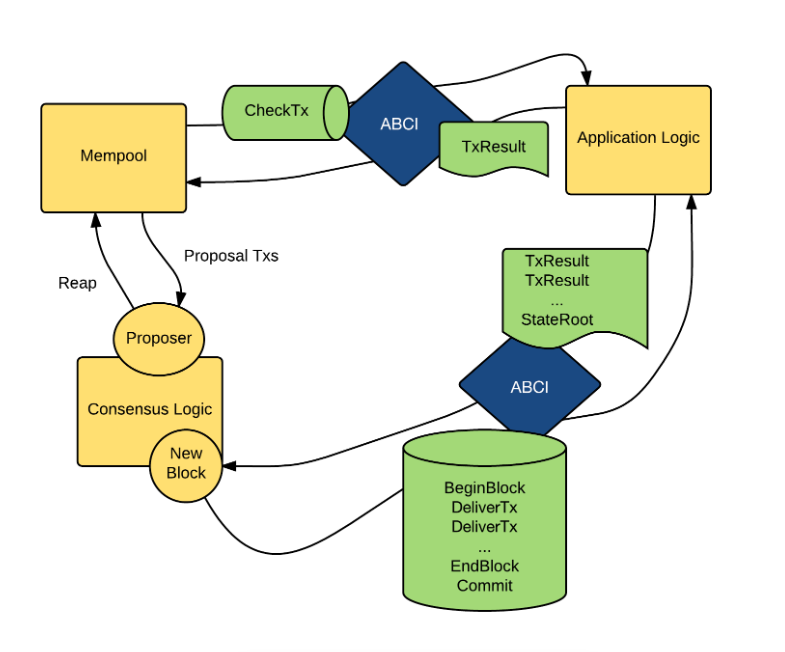 CheckTx
ABCI
TxResult
Mempool
Application Logic
Proposal Txs
Reap
TxResult
TxResult
...
StateRoot
Proposer
ABCI
Consensus Logic
New
Block
BeginBlock
DeliverTx
DeliverTx
...
EndBlock
Commit